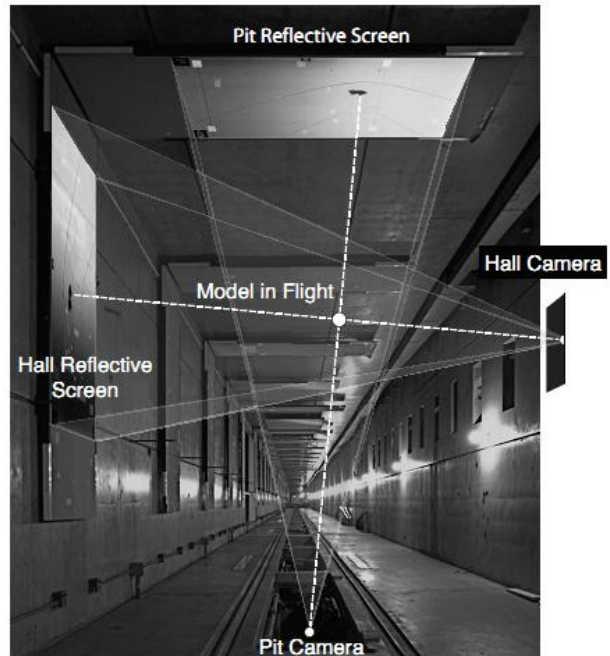 Pit Reflective Screen
Hall Camera
Model in Flight
Hall Reflective
Screen
Pit Camera